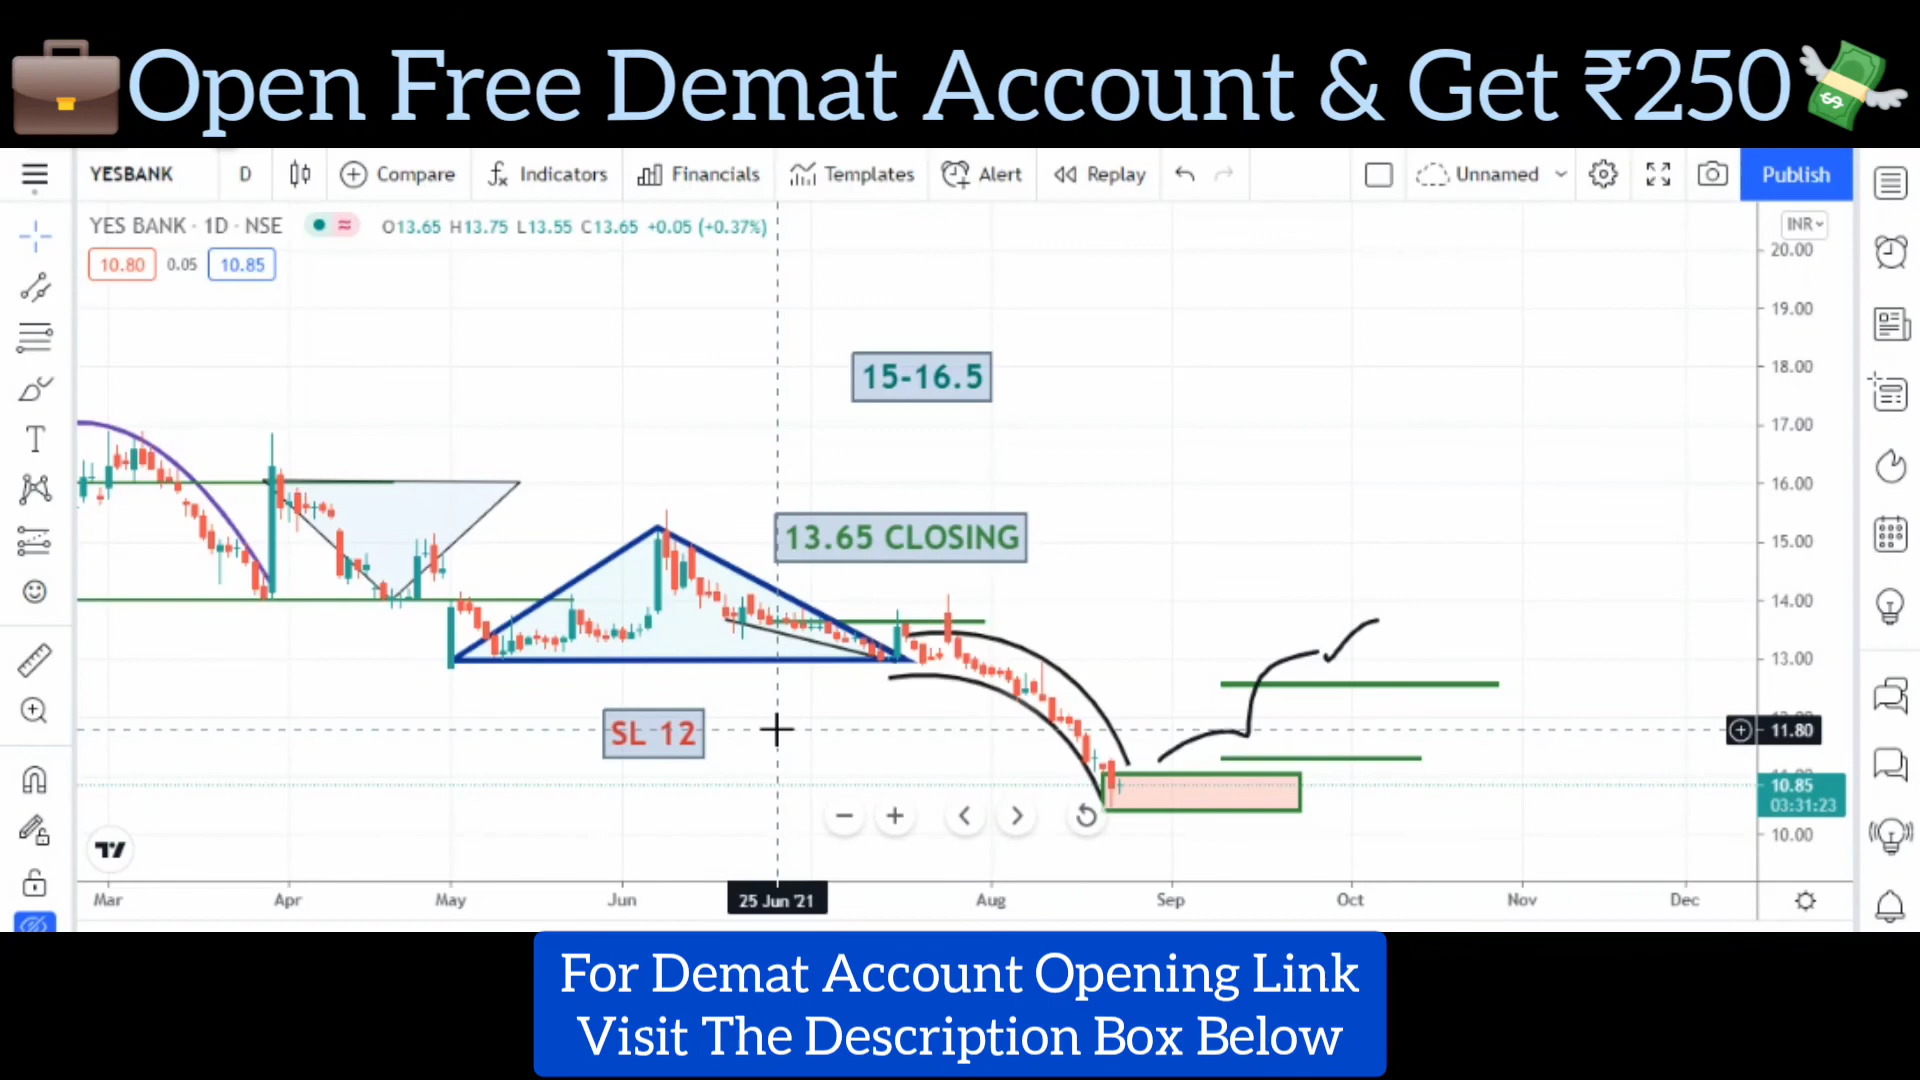 Open Free Demat Account & Get ₹250
YESBANK D Compare Indicators Financials Templates Alert Replay Unnamed Publish
YES BANK · 1D · NSE O13.65 H13.75 L13.55 C13.65 +0.05 (+0.37%)
INR
10.80 0.05 10.85
20.00
19.00
18.00
15-16.5
17.00
16.00
13.65 CLOSING
15.00
14.00
13.00
SL 12
11.80
10.85
03:31:23
10.00
Mar Apr May Jun 25 Jun '21 Aug Sep Oct Nov Dec
For Demat Account Opening Link
Visit The Description Box Below